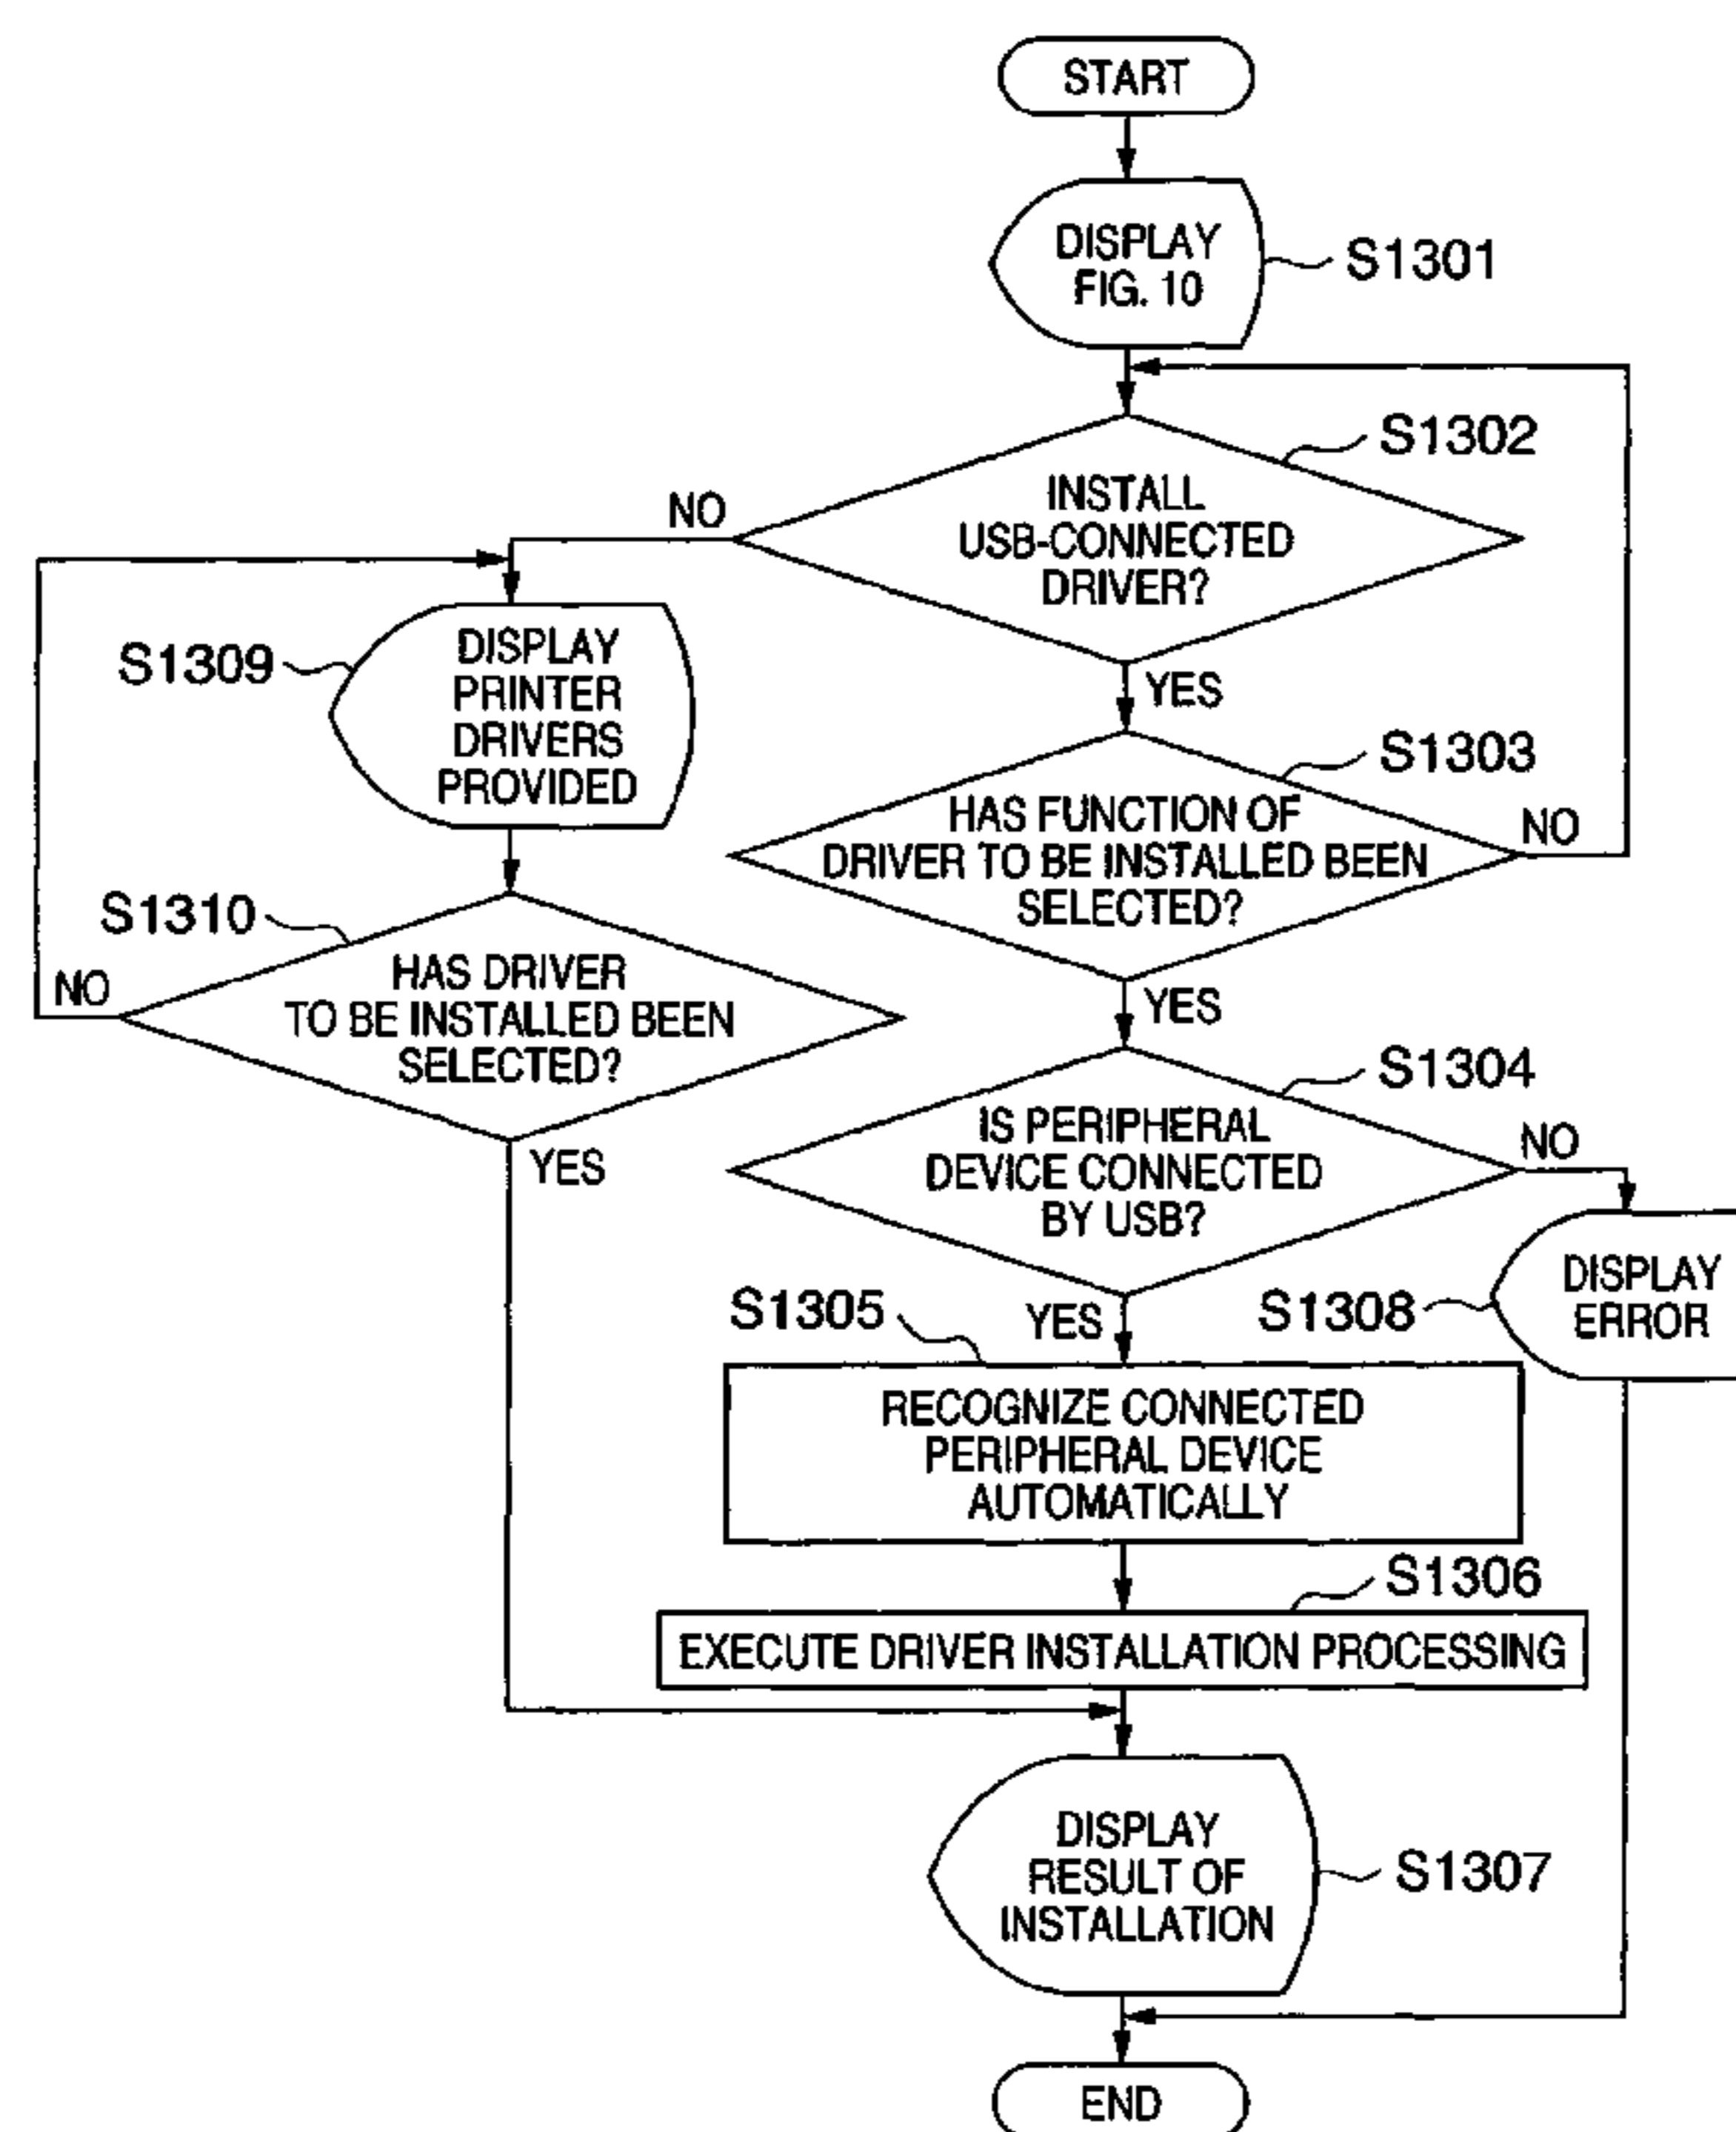 START
DISPLAY
FIG. 10
S1301
S1302
INSTALL
USB-CONNECTED
DRIVER?
NO
YES
S1309
DISPLAY
PRINTER
DRIVERS
PROVIDED
S1303
HAS FUNCTION OF
DRIVER TO BE INSTALLED BEEN
SELECTED?
NO
YES
S1310
HAS DRIVER
TO BE INSTALLED BEEN
SELECTED?
NO
YES
S1304
IS PERIPHERAL
DEVICE CONNECTED
BY USB?
NO
YES
S1308
DISPLAY
ERROR
S1305
RECOGNIZE CONNECTED
PERIPHERAL DEVICE
AUTOMATICALLY
S1306
EXECUTE DRIVER INSTALLATION PROCESSING
DISPLAY
RESULT OF
INSTALLATION
S1307
END